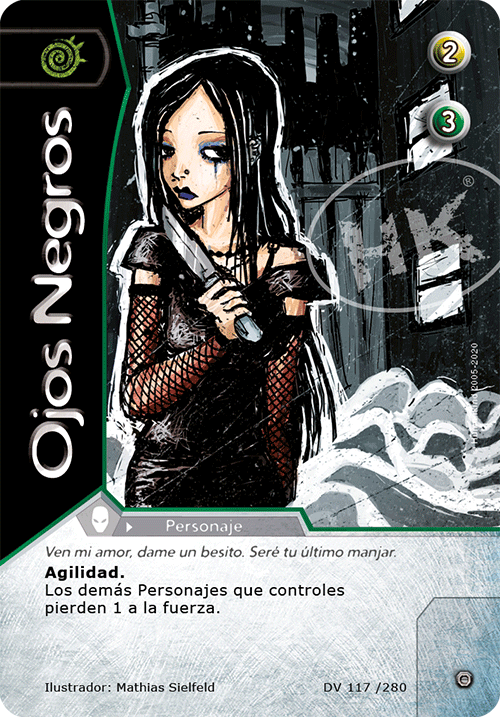 2
3
Ojos Negros
HK
®
2005-2020
Personaje
Ven mi amor, dame un besito. Seré tu último manjar.
Agilidad.
Los demás Personajes que controles
pierden 1 a la fuerza.
Ilustrador: Mathias Sielfeld
DV 117 /280